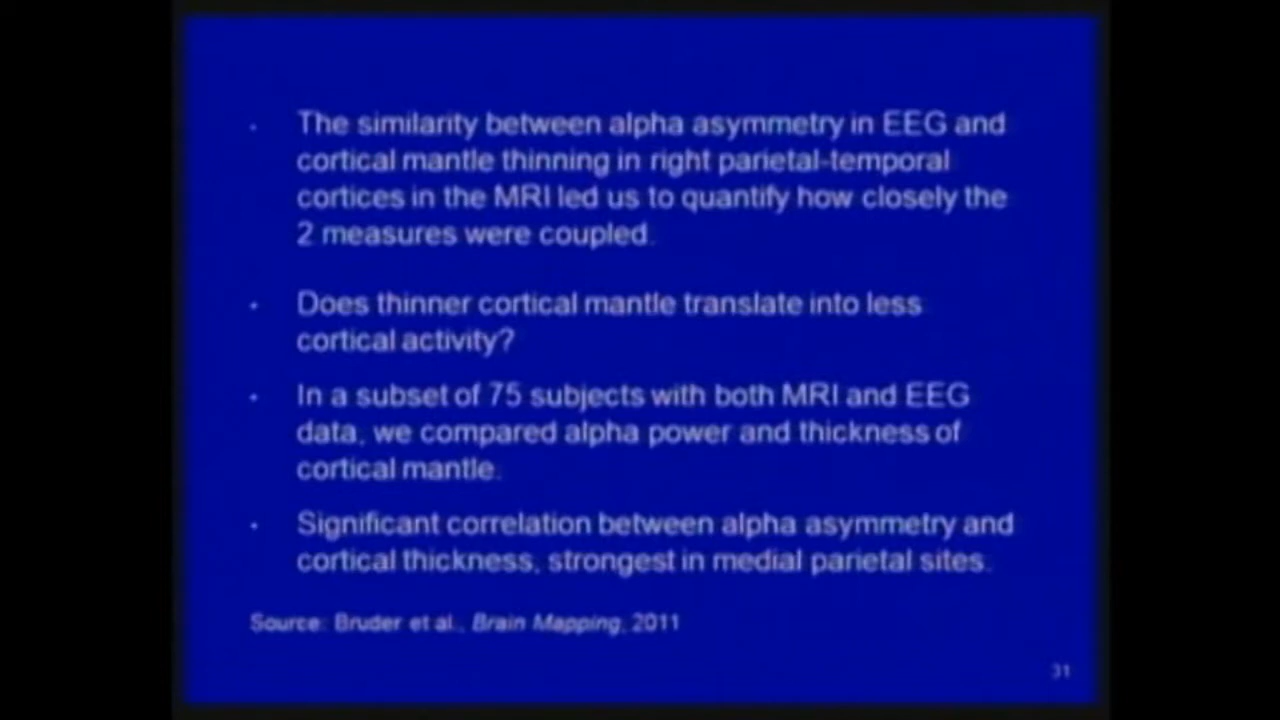 · The similarity between alpha asymmetry in EEG and
cortical mantle thinning in right parietal-temporal
cortices in the MRI led us to quantify how closely the
2 measures were coupled.
· Does thinner cortical mantle translate into less
cortical activity?
· In a subset of 75 subjects with both MRI and EEG
data, we compared alpha power and thickness of
cortical mantle.
· Significant correlation between alpha asymmetry and
cortical thickness, strongest in medial parietal sites.
Source: Bruder et al., Brain Mapping, 2011
31